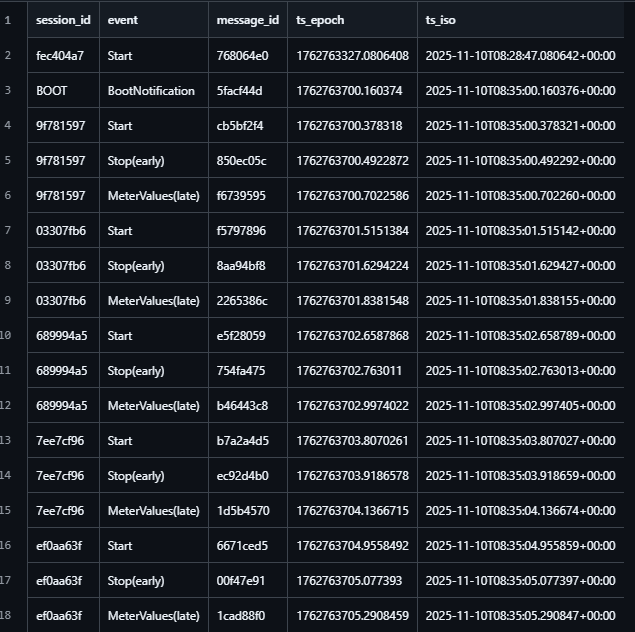 1 session_id event message_id ts_epoch ts_iso
2 fec404a7 Start 768064e0 1762763327.0806408 2025-11-10T08:28:47.080642+00:00
3 BOOT BootNotification 5facf44d 1762763700.160374 2025-11-10T08:35:00.160376+00:00
4 9f781597 Start cb5bf2f4 1762763700.378318 2025-11-10T08:35:00.378321+00:00
5 9f781597 Stop(early) 850ec05c 1762763700.4922872 2025-11-10T08:35:00.492292+00:00
6 9f781597 MeterValues(late) f6739595 1762763700.7022586 2025-11-10T08:35:00.702260+00:00
7 03307fb6 Start f5797896 1762763701.5151384 2025-11-10T08:35:01.515142+00:00
8 03307fb6 Stop(early) 8aa94bf8 1762763701.6294224 2025-11-10T08:35:01.629427+00:00
9 03307fb6 MeterValues(late) 2265386c 1762763701.8381548 2025-11-10T08:35:01.838155+00:00
10 689994a5 Start e5f28059 1762763702.6587868 2025-11-10T08:35:02.658789+00:00
11 689994a5 Stop(early) 754fa475 1762763702.763011 2025-11-10T08:35:02.763013+00:00
12 689994a5 MeterValues(late) b46443c8 1762763702.9974022 2025-11-10T08:35:02.997405+00:00
13 7ee7cf96 Start b7a2a4d5 1762763703.8070261 2025-11-10T08:35:03.807027+00:00
14 7ee7cf96 Stop(early) ec92d4b0 1762763703.9186578 2025-11-10T08:35:03.918659+00:00
15 7ee7cf96 MeterValues(late) 1d5b4570 1762763704.1366715 2025-11-10T08:35:04.136674+00:00
16 ef0aa63f Start 6671ced5 1762763704.9558492 2025-11-10T08:35:04.955859+00:00
17 ef0aa63f Stop(early) 00f47e91 1762763705.077393 2025-11-10T08:35:05.077397+00:00
18 ef0aa63f MeterValues(late) 1cad88f0 1762763705.2908459 2025-11-10T08:35:05.290847+00:00